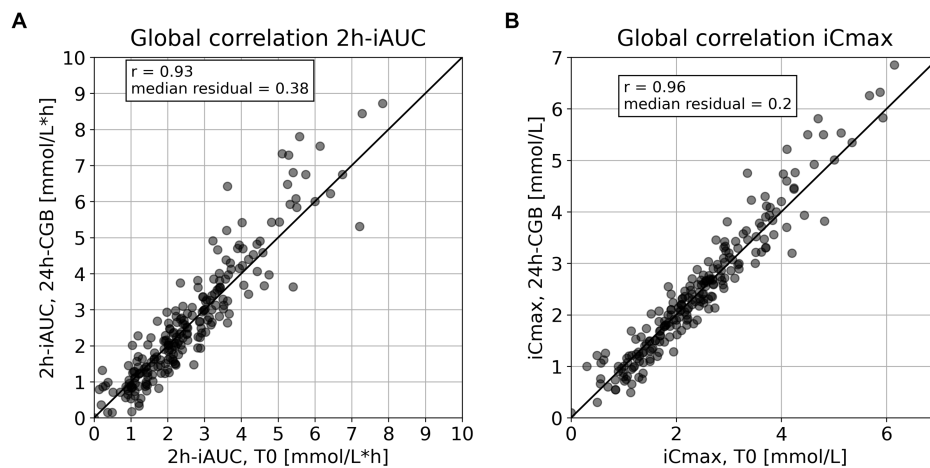 A
Global correlation 2h-iAUC
r = 0.93
median residual = 0.38
2h-iAUC, 24h-CGB [mmol/L*h]
10
9
8
7
6
5
4
3
2
1
0
0 1 2 3 4 5 6 7 8 9 10
2h-iAUC, T0 [mmol/L*h]
B
Global correlation iCmax
r = 0.96
median residual = 0.2
iCmax, 24h-CGB [mmol/L]
7
6
5
4
3
2
1
0
0 2 4 6
iCmax, T0 [mmol/L]